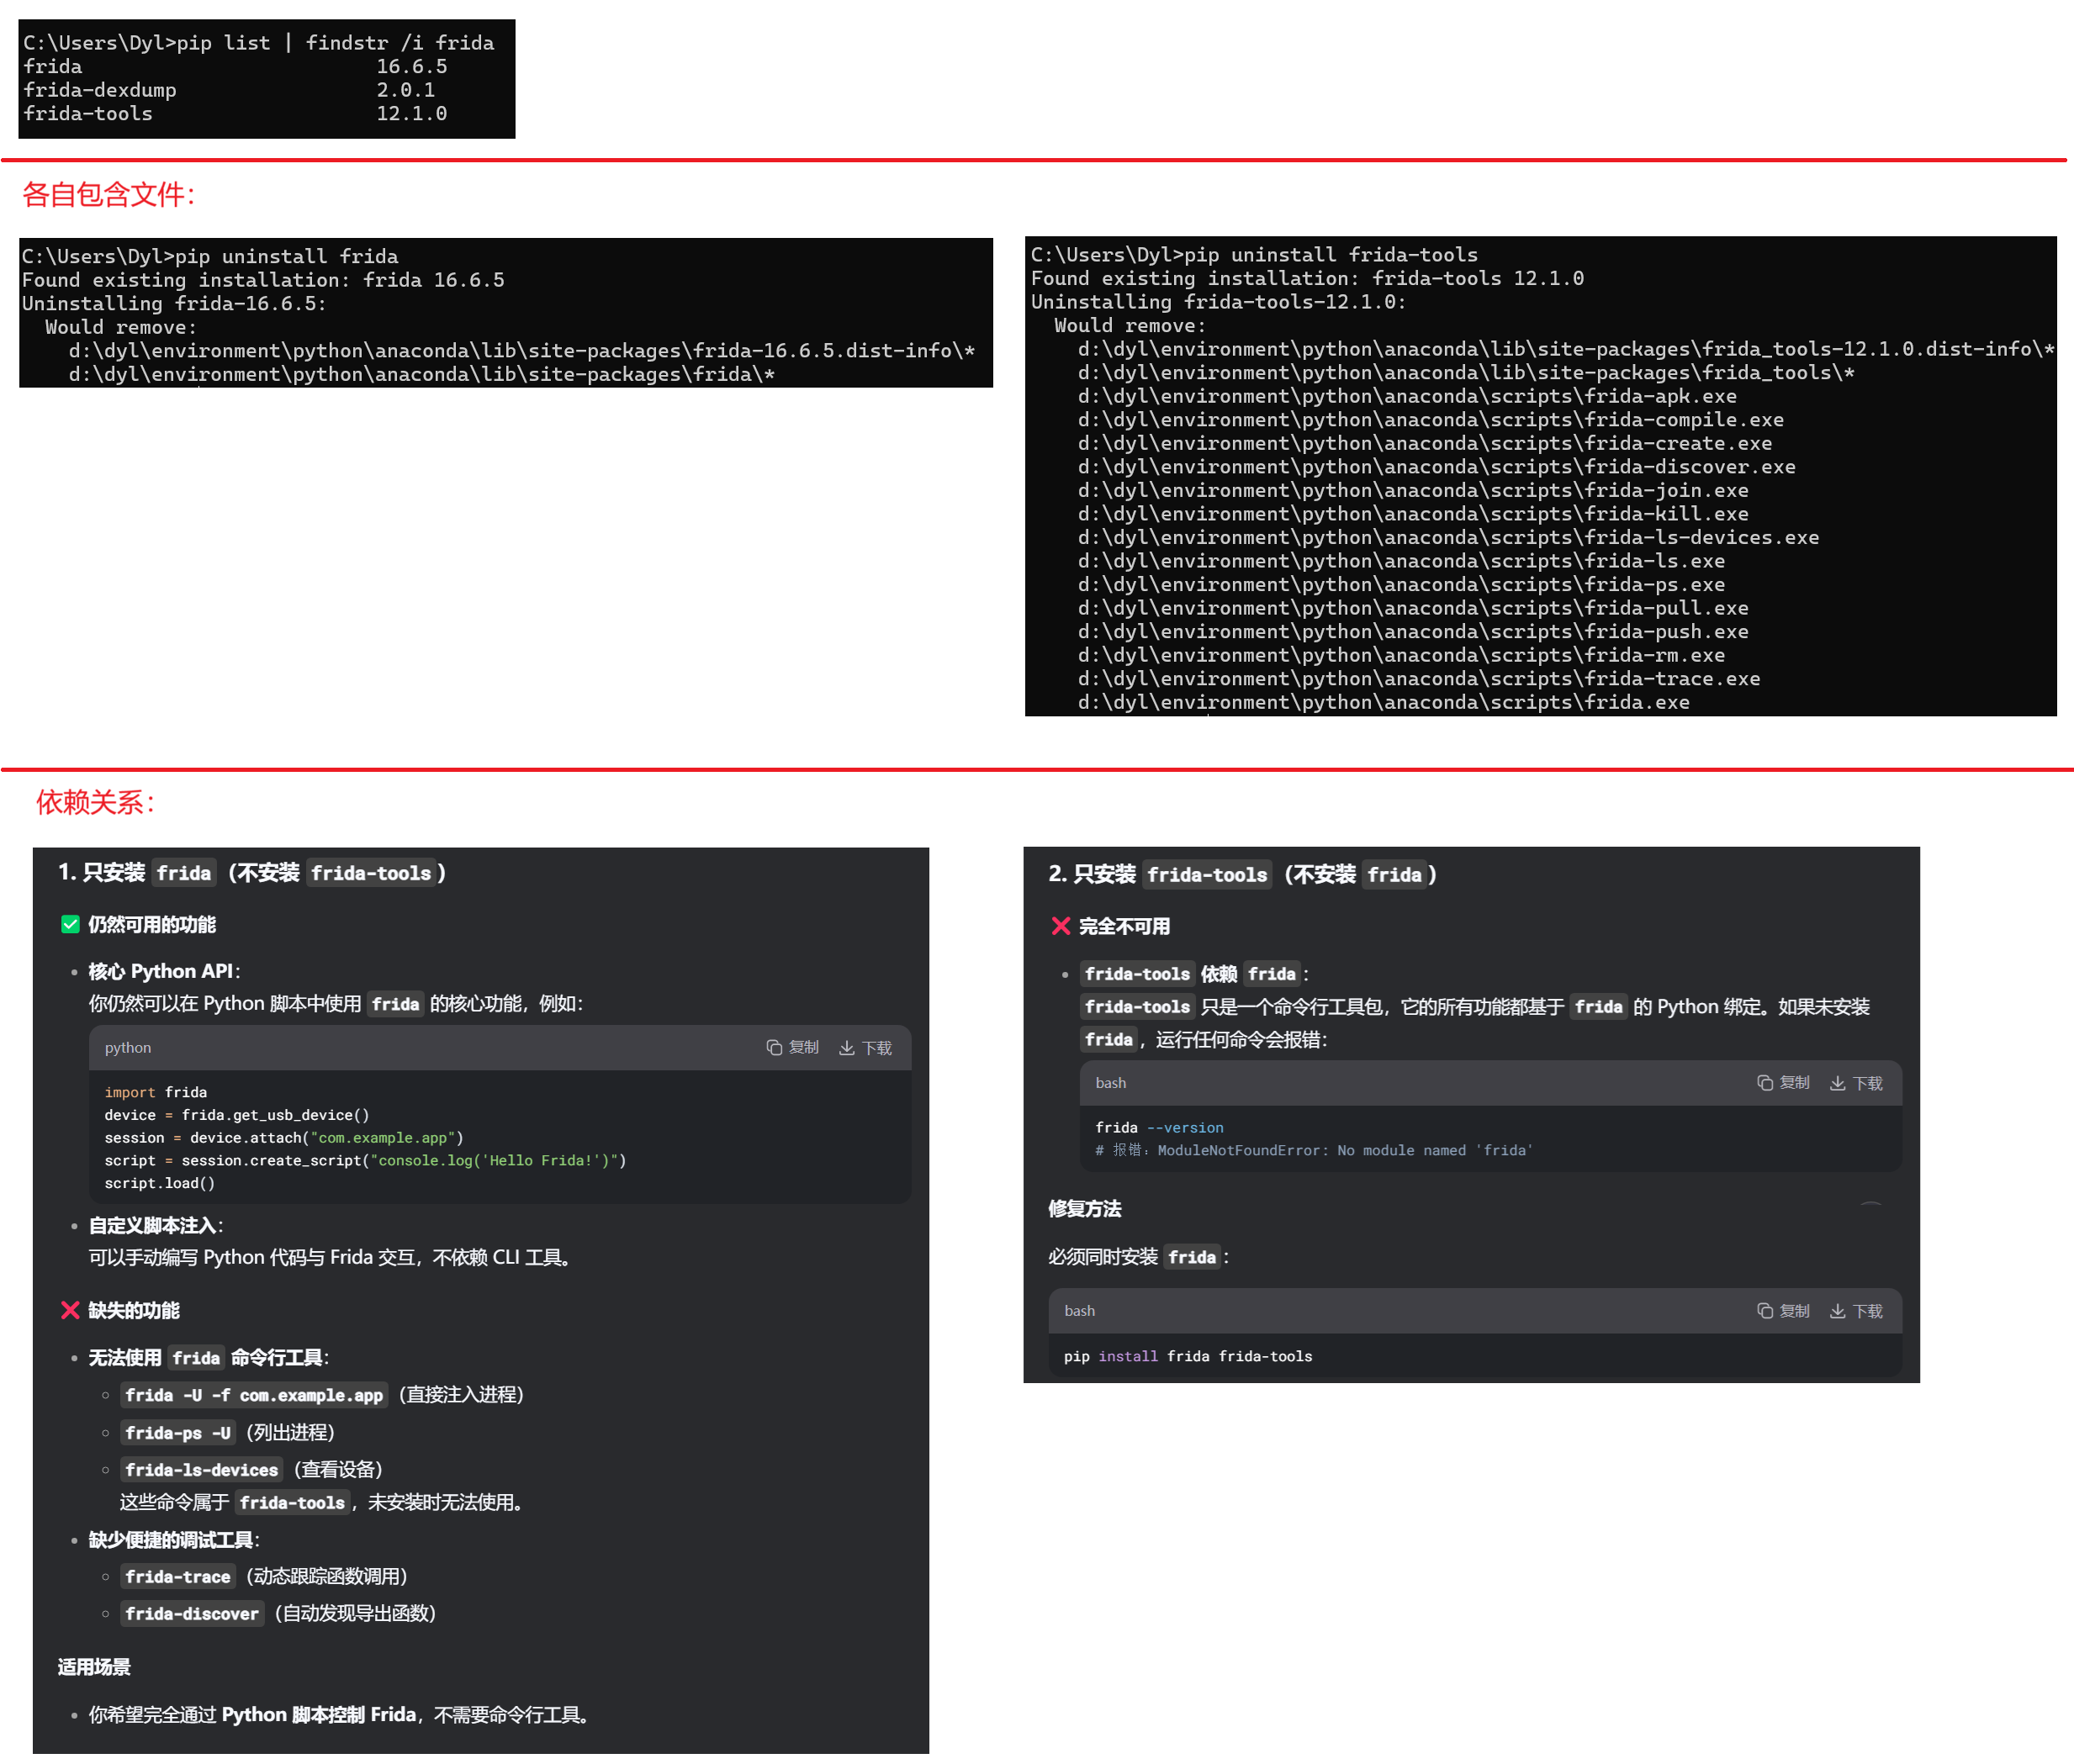 C:\Users\Dyl>pip list | findstr /i frida
frida 16.6.5
frida-dexdump 2.0.1
frida-tools 12.1.0
各自包含文件：
C:\Users\Dyl>pip uninstall frida
Found existing installation: frida 16.6.5
Uninstalling frida-16.6.5:
Would remove:
d:\dyl\environment\python\anaconda\lib\site-packages\frida-16.6.5.dist-info\*
d:\dyl\environment\python\anaconda\lib\site-packages\frida\*
C:\Users\Dyl>pip uninstall frida-tools
Found existing installation: frida-tools 12.1.0
Uninstalling frida-tools-12.1.0:
Would remove:
d:\dyl\environment\python\anaconda\lib\site-packages\frida_tools-12.1.0.dist-info\*
d:\dyl\environment\python\anaconda\lib\site-packages\frida_tools\*
d:\dyl\environment\python\anaconda\scripts\frida-apk.exe
d:\dyl\environment\python\anaconda\scripts\frida-compile.exe
d:\dyl\environment\python\anaconda\scripts\frida-create.exe
d:\dyl\environment\python\anaconda\scripts\frida-discover.exe
d:\dyl\environment\python\anaconda\scripts\frida-join.exe
d:\dyl\environment\python\anaconda\scripts\frida-kill.exe
d:\dyl\environment\python\anaconda\scripts\frida-ls-devices.exe
d:\dyl\environment\python\anaconda\scripts\frida-ls.exe
d:\dyl\environment\python\anaconda\scripts\frida-ps.exe
d:\dyl\environment\python\anaconda\scripts\frida-pull.exe
d:\dyl\environment\python\anaconda\scripts\frida-push.exe
d:\dyl\environment\python\anaconda\scripts\frida-rm.exe
d:\dyl\environment\python\anaconda\scripts\frida-trace.exe
d:\dyl\environment\python\anaconda\scripts\frida.exe
依赖关系：
1. 只安装 frida（不安装 frida-tools）
✅ 仍然可用的功能
• 核心 Python API：
你仍然可以在 Python 脚本中使用 frida 的核心功能，例如：
python 复制 下载
import frida
device = frida.get_usb_device()
session = device.attach("com.example.app")
script = session.create_script("console.log('Hello Frida!')")
script.load()
• 自定义脚本注入：
可以手动编写 Python 代码与 Frida 交互，不依赖 CLI 工具。
❌ 缺失的功能
• 无法使用 frida 命令行工具：
○ frida -U -f com.example.app（直接注入进程）
○ frida-ps -U（列出进程）
○ frida-ls-devices（查看设备）
这些命令属于 frida-tools，未安装时无法使用。
• 缺少便捷的调试工具：
○ frida-trace（动态跟踪函数调用）
○ frida-discover（自动发现导出函数）
适用场景
• 你希望完全通过 Python 脚本控制 Frida，不需要命令行工具。
2. 只安装 frida-tools（不安装 frida）
❌ 完全不可用
• frida-tools 依赖 frida：
frida-tools 只是一个命令行工具包，它的所有功能都基于 frida 的 Python 绑定。如果未安装
frida，运行任何命令会报错：
bash 复制 下载
frida --version
# 报错：ModuleNotFoundError: No module named 'frida'
修复方法
必须同时安装 frida：
bash 复制 下载
pip install frida frida-tools